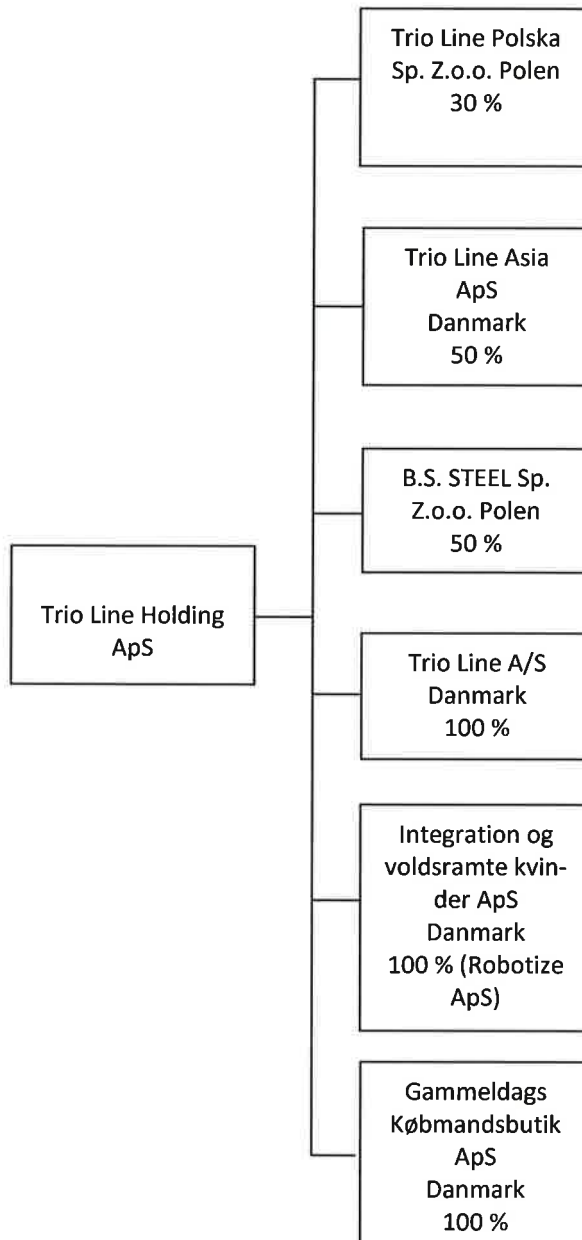 Trio Line Polska
Sp. Z.o.o. Polen
30 %
Trio Line Asia
ApS
Danmark
50 %
B.S. STEEL Sp.
Z.o.o. Polen
50 %
Trio Line Holding
ApS
Trio Line A/S
Danmark
100 %
Integration og
voldsramte kvin-
der ApS
Danmark
100 % (Robotize
ApS)
Gammeldags
Købmandsbutik
ApS
Danmark
100 %